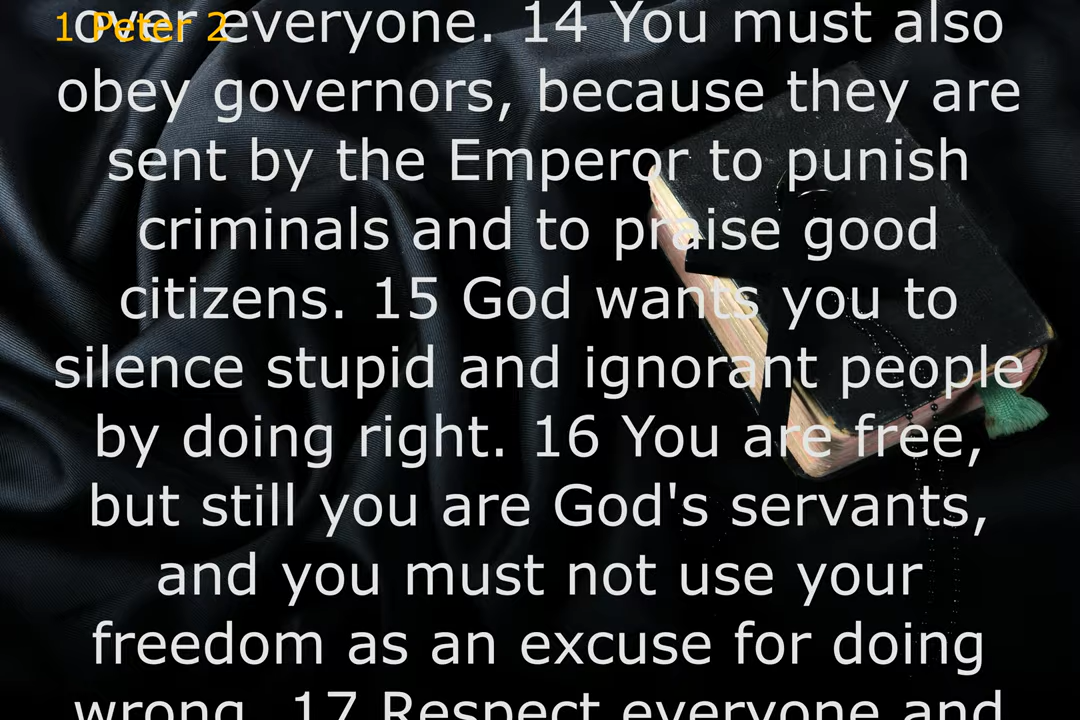 1 Peter 2
over everyone. 14 You must also
obey governors, because they are
sent by the Emperor to punish
criminals and to praise good
citizens. 15 God wants you to
silence stupid and ignorant people
by doing right. 16 You are free,
but still you are God's servants,
and you must not use your
freedom as an excuse for doing
wrong. 17 Respect everyone and